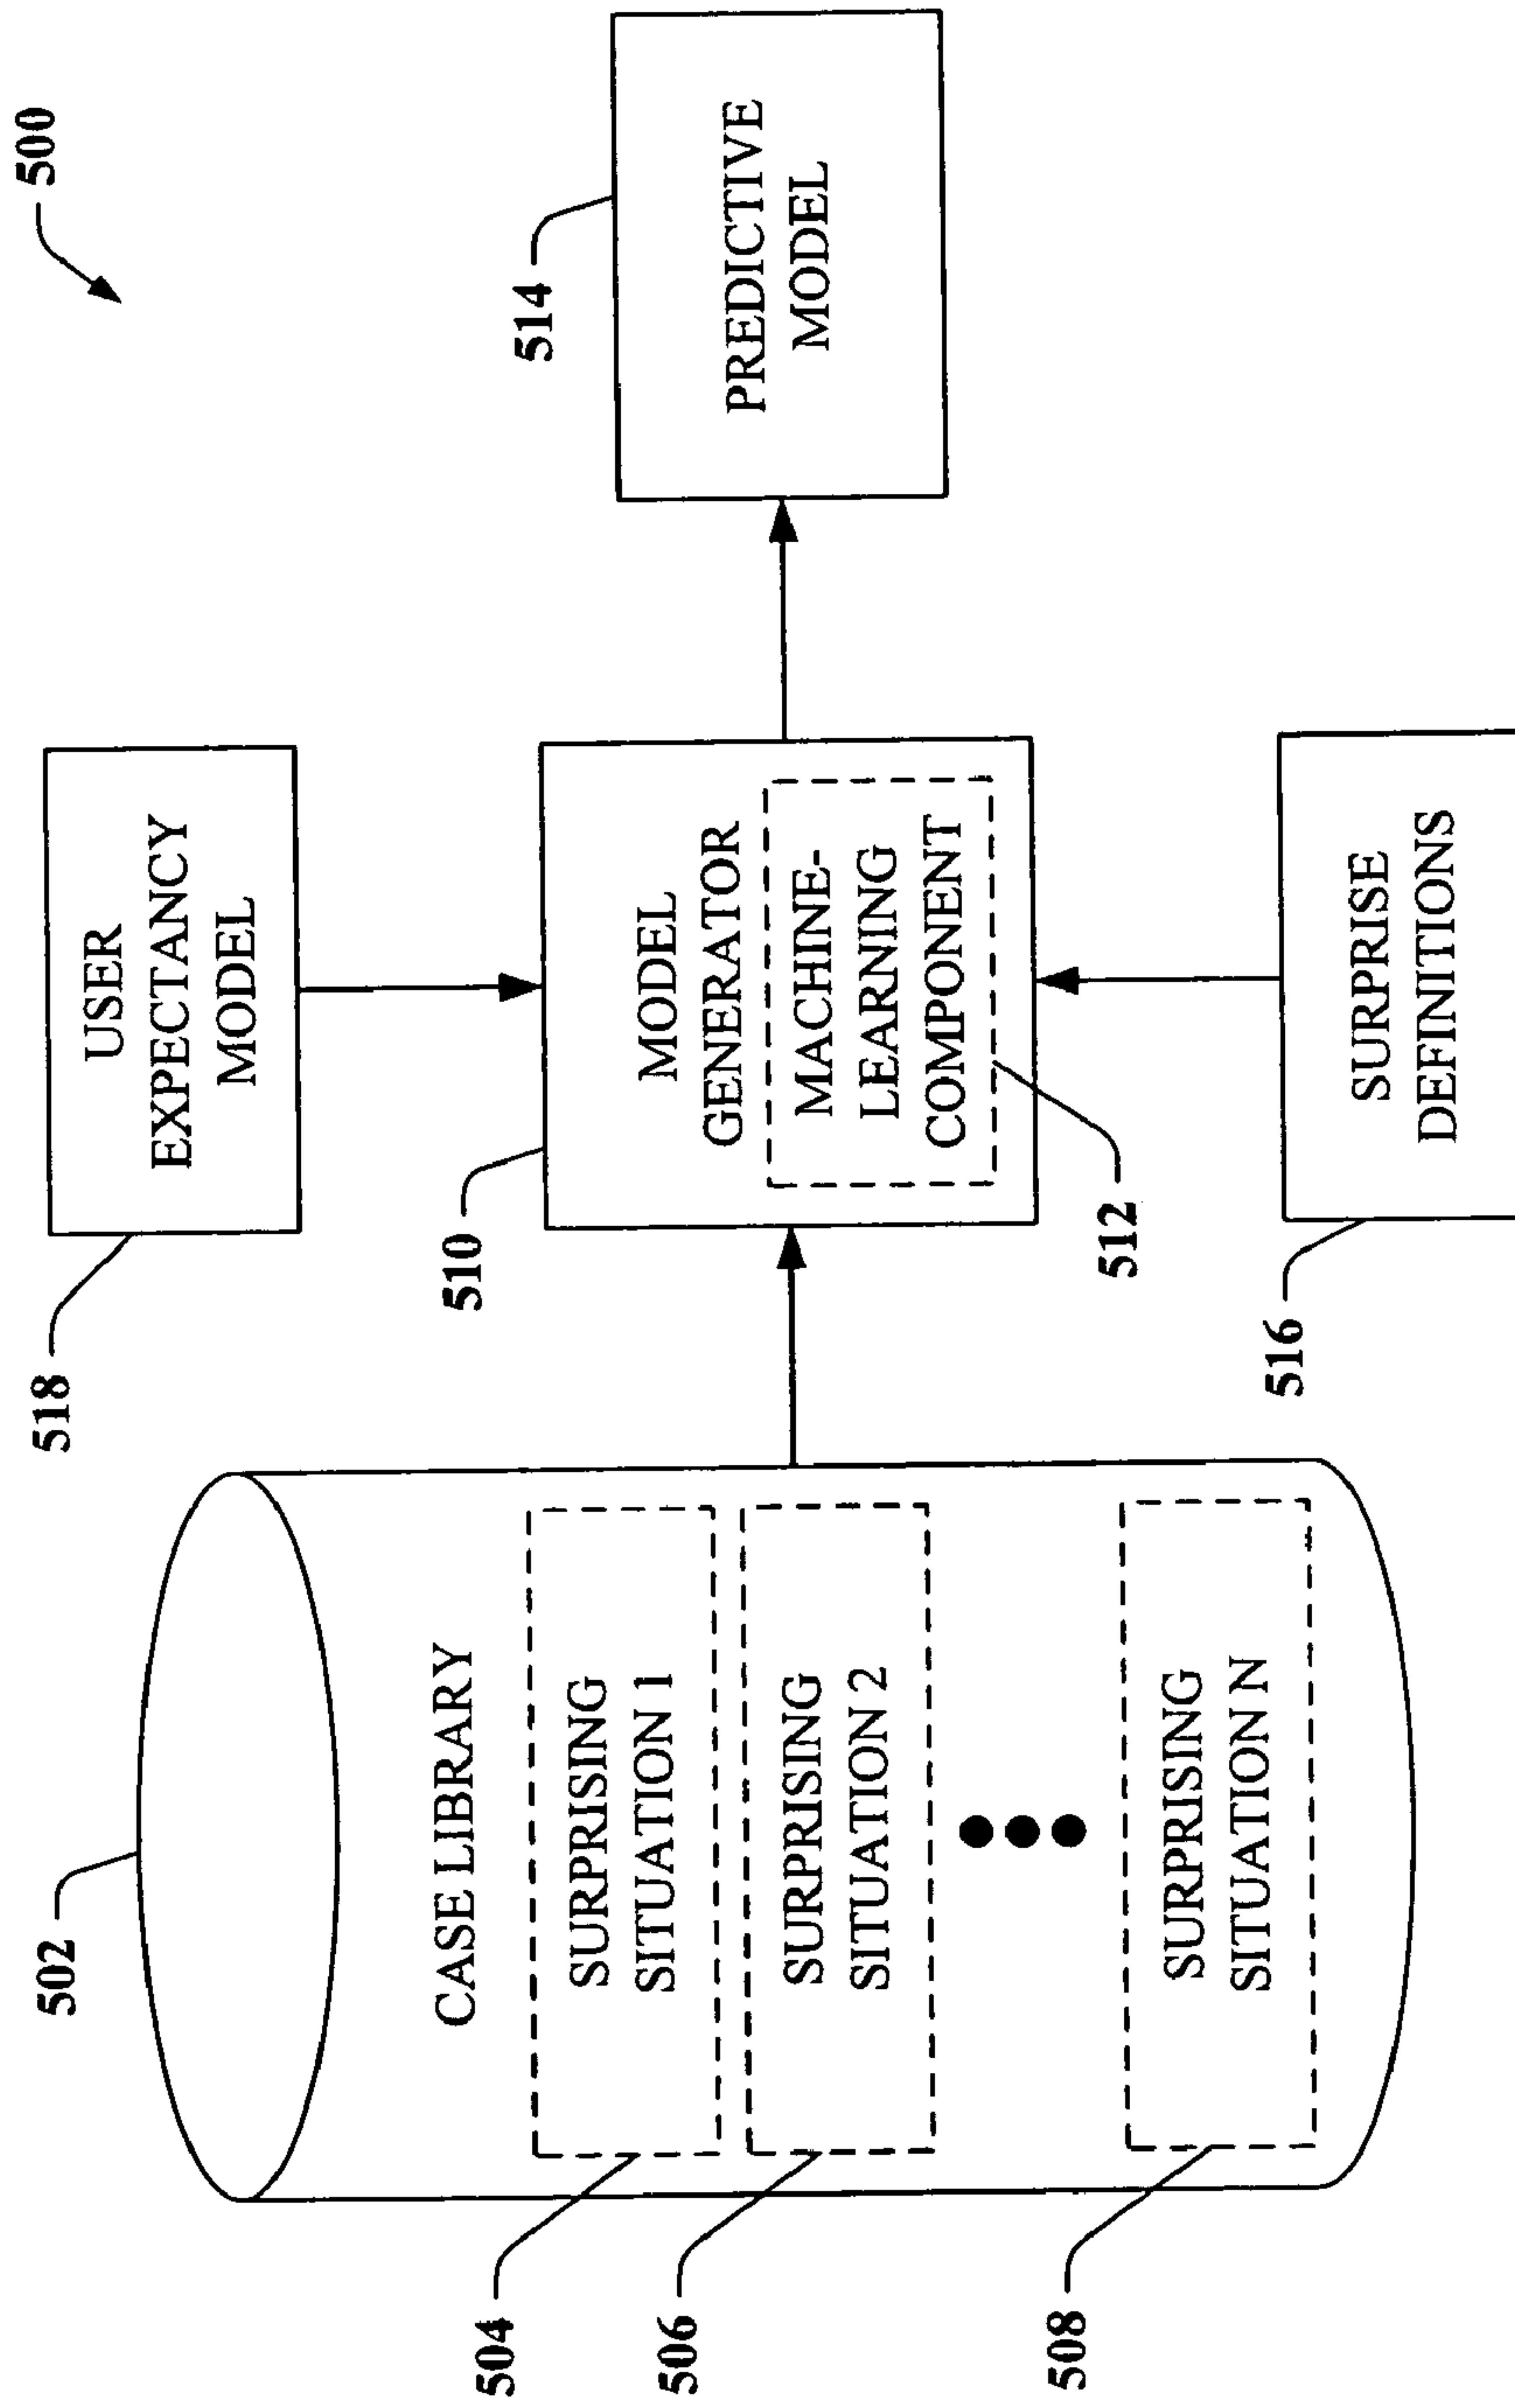 500
518
USER
EXPECTANCY
MODEL
502
CASE LIBRARY
504
SURPRISING
SITUATION 1
506
SURPRISING
SITUATION 2
508
SURPRISING
SITUATION N
510
MODEL
GENERATOR
MACHINE-
LEARNING
COMPONENT
512
514
PREDICTIVE
MODEL
516
SURPRISE
DEFINITIONS